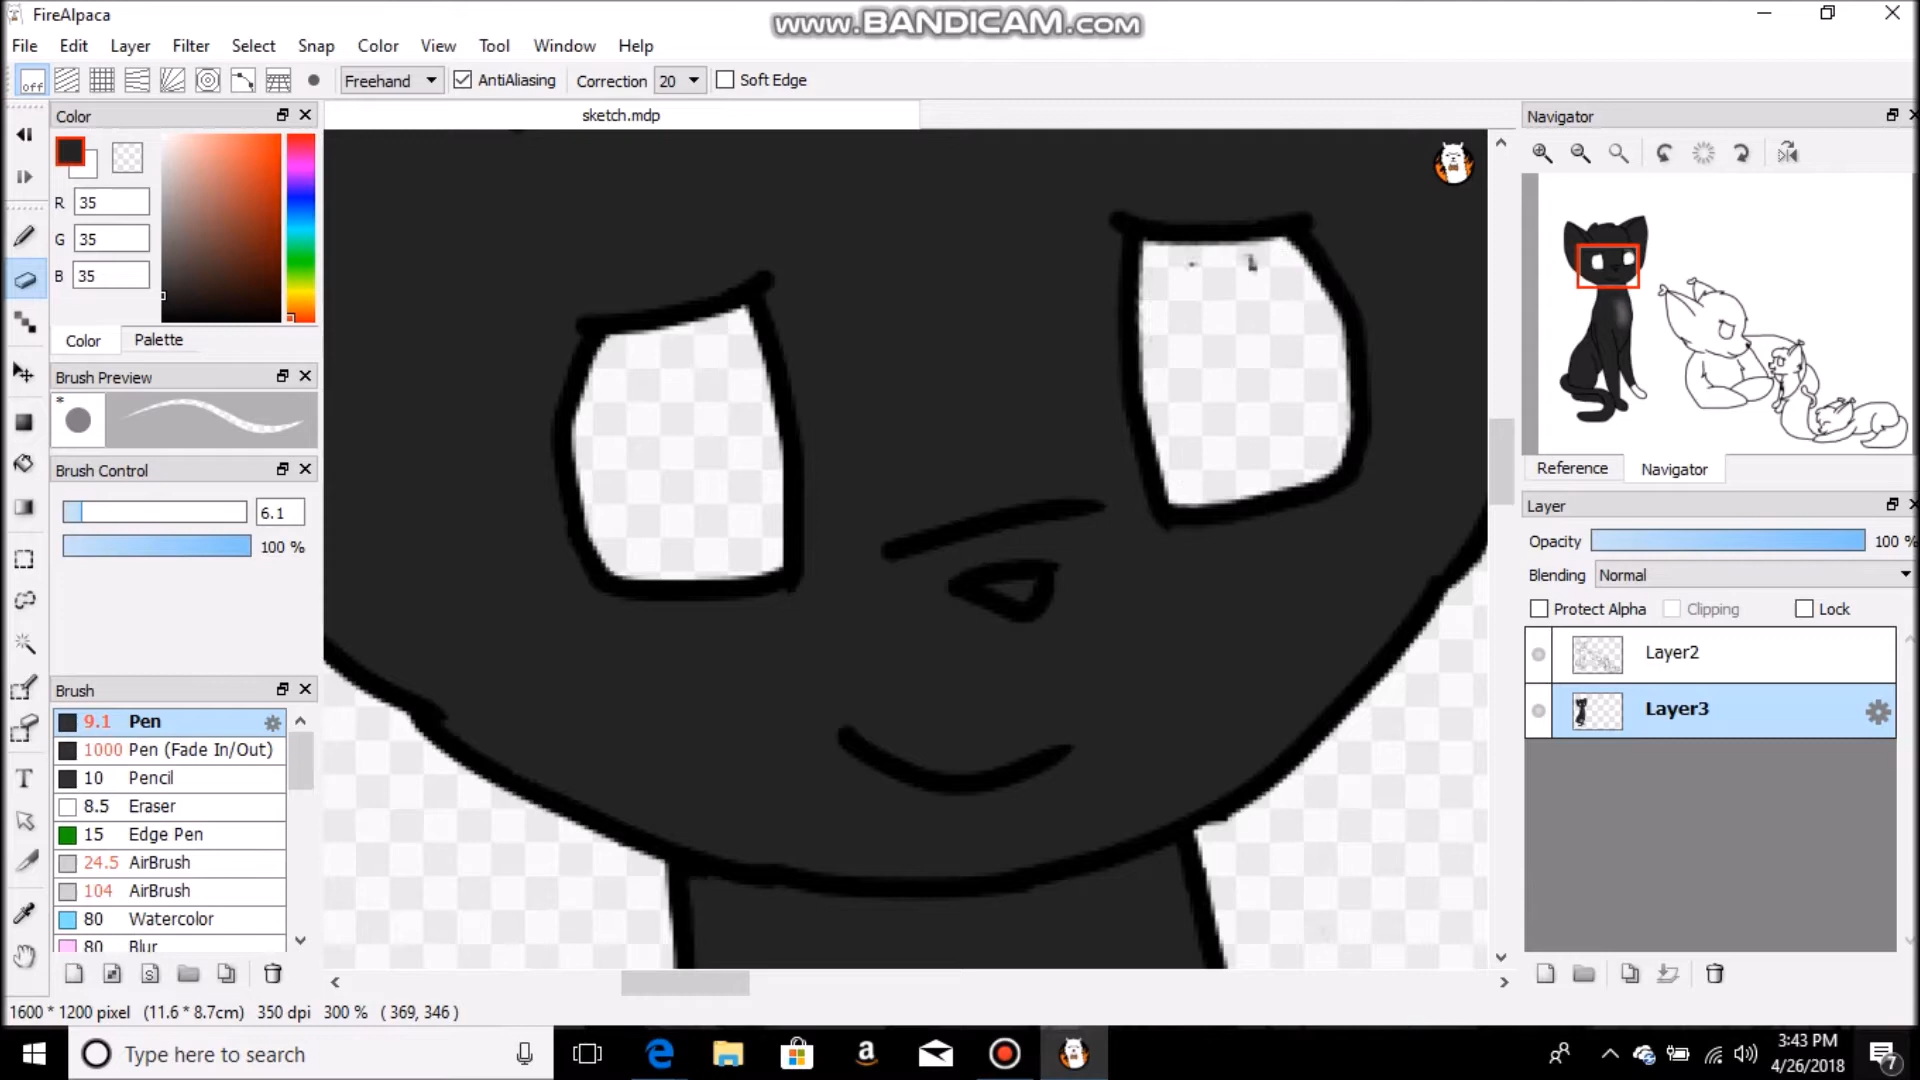 FireAlpaca
www.BANDICAM.com
File Edit Layer Filter Select Snap Color View Tool Window Help
off Freehand AntiAliasing Correction 20 Soft Edge
Color
sketch.mdp
Navigator
R 35
G 35
B 35
Color Palette
Brush Preview
*
Brush Control
6.1
100 %
Reference Navigator
Layer
Opacity 100 %
Blending Normal
Protect Alpha Clipping Lock
Layer2
Layer3
Brush
9.1 Pen
1000 Pen (Fade In/Out)
10 Pencil
8.5 Eraser
15 Edge Pen
24.5 AirBrush
104 AirBrush
80 Watercolor
80 Blur
T
S
1600 * 1200 pixel (11.6 * 8.7cm) 350 dpi 300 % ( 369, 346 )
Type here to search
3:43 PM
4/26/2018
7